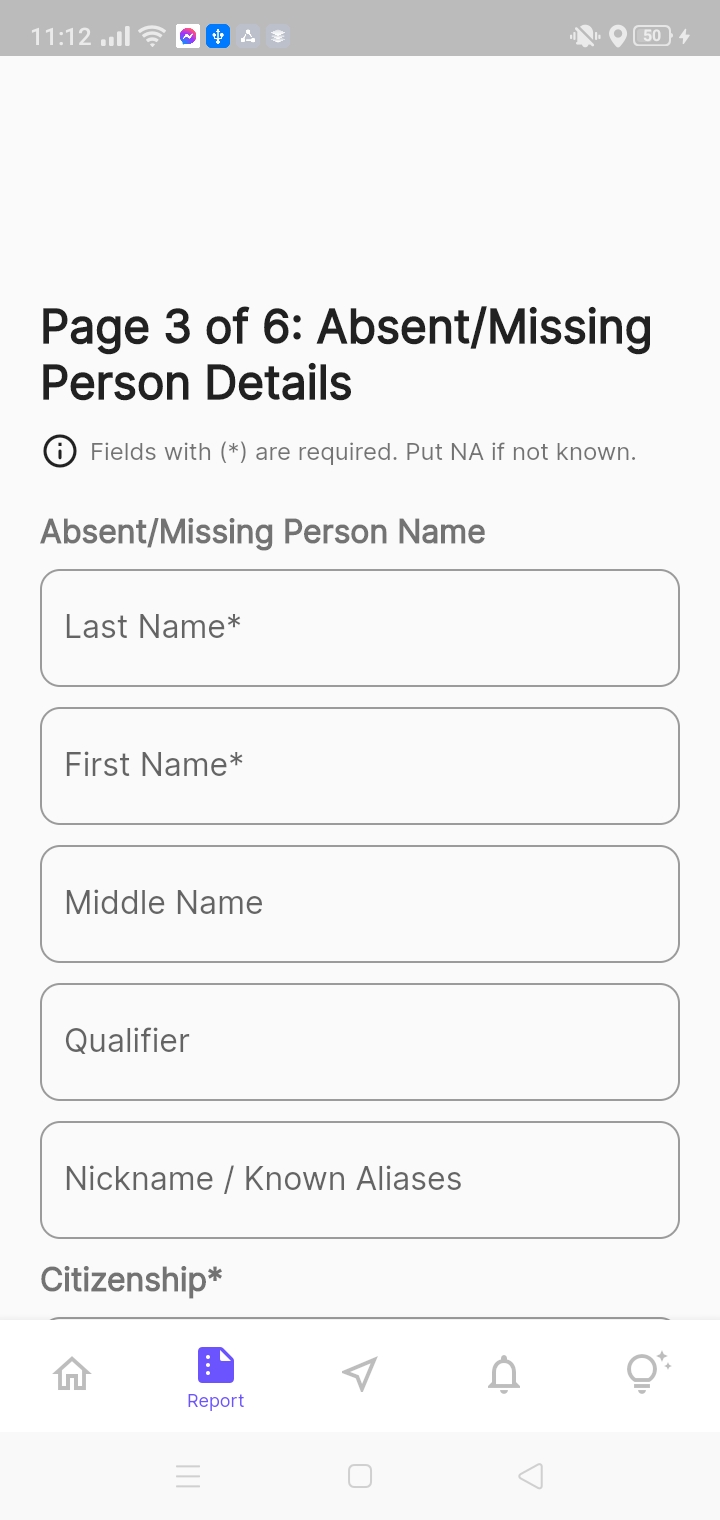 11:12
50
Page 3 of 6: Absent/Missing
Person Details
Fields with (*) are required. Put NA if not known.
Absent/Missing Person Name
Last Name*
First Name*
Middle Name
Qualifier
Nickname / Known Aliases
Citizenship*
Report